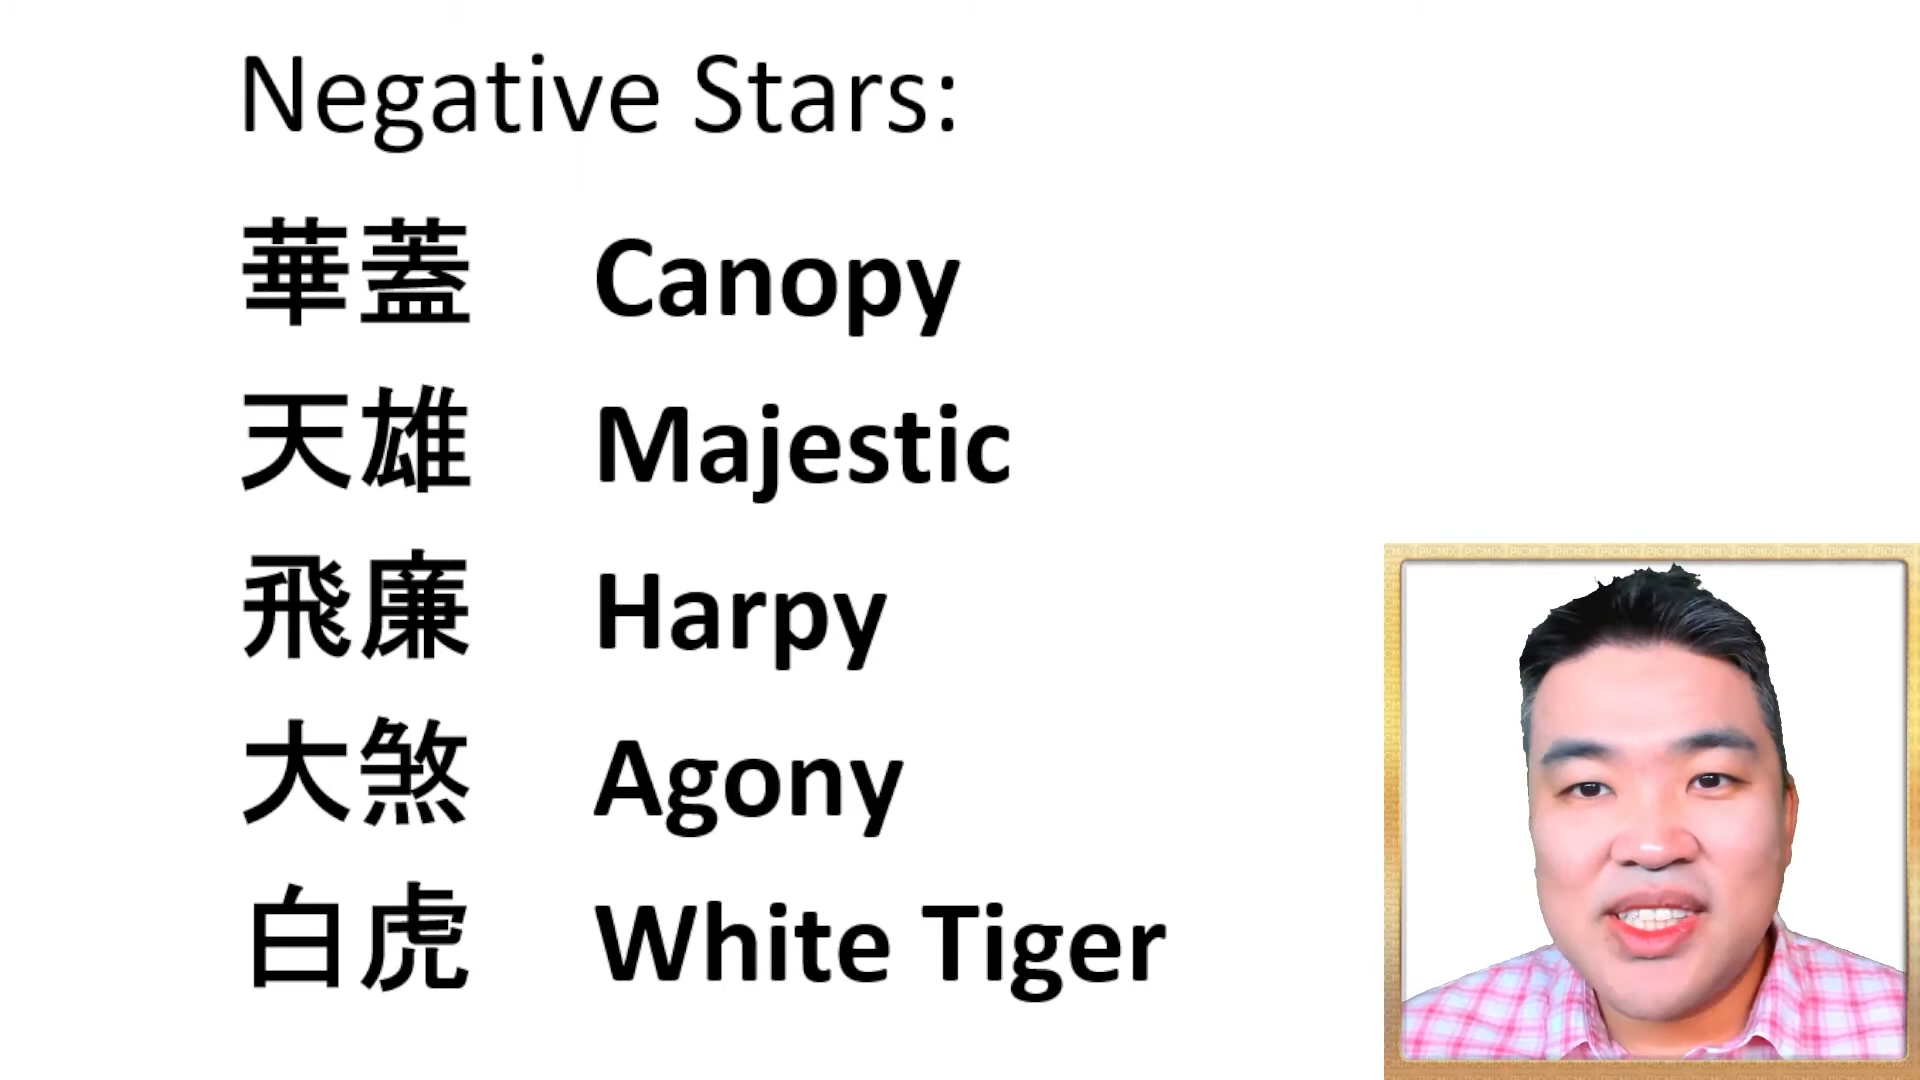 Negative Stars:
華蓋 Canopy
天雄 Majestic
飛廉 Harpy
大煞 Agony
白虎 White Tiger